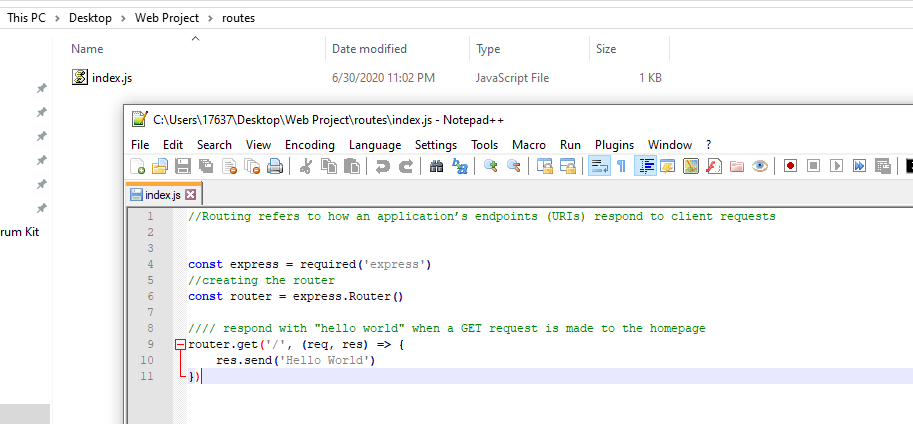 This PC > Desktop > Web Project > routes
Name Date modified Type Size
index.js 6/30/2020 11:02 PM JavaScript File 1 KB
C:\Users\17637\Desktop\Web Project\routes\index.js - Notepad++
File Edit Search View Encoding Language Settings Tools Macro Run Plugins Window ?
index.js
rum Kit
1 //Routing refers to how an application’s endpoints (URIs) respond to client requests
2
3
4 const express = required('express')
5 //creating the router
6 const router = express.Router()
7
8 //// respond with "hello world" when a GET request is made to the homepage
9 router.get('/', (req, res) => {
10 res.send('Hello World')
11 })